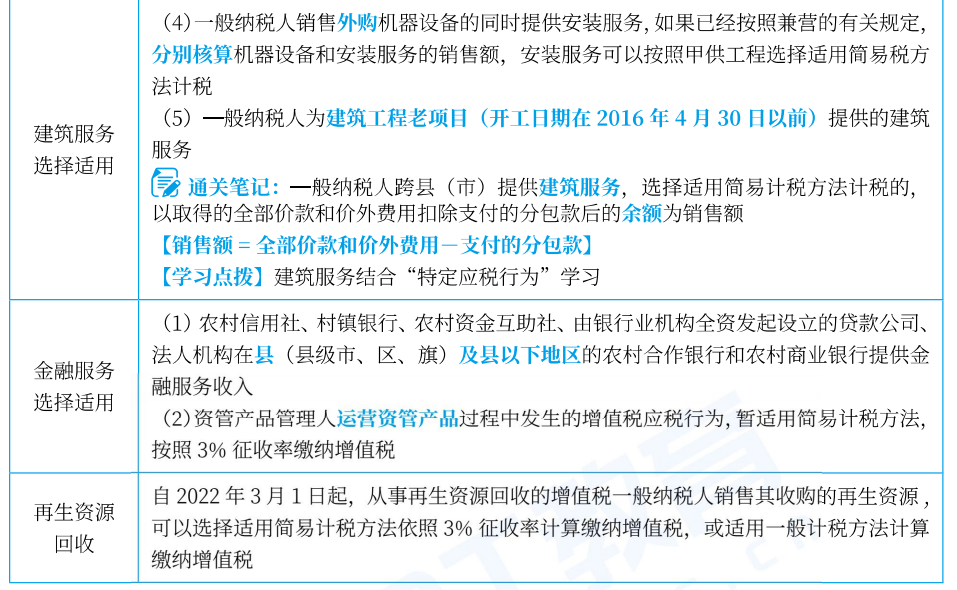 建筑服务
选择适用
（4）一般纳税人销售外购机器设备的同时提供安装服务，如果已经按照兼营的有关规定，
分别核算机器设备和安装服务的销售额，安装服务可以按照甲供工程选择适用简易税方
法计税
（5）一般纳税人为建筑工程老项目（开工日期在 2016 年 4 月 30 日以前）提供的建筑
服务
通关笔记：一般纳税人跨县（市）提供建筑服务，选择适用简易计税方法计税的，
以取得的全部价款和价外费用扣除支付的分包款后的余额为销售额
【销售额 = 全部价款和价外费用－支付的分包款】
【学习点拨】建筑服务结合“特定应税行为”学习
金融服务
选择适用
（1）农村信用社、村镇银行、农村资金互助社、由银行业机构全资发起设立的贷款公司、
法人机构在县（县级市、区、旗）及县以下地区的农村合作银行和农村商业银行提供金
融服务收入
（2）资管产品管理人运营资管产品过程中发生的增值税应税行为，暂适用简易计税方法，
按照 3% 征收率缴纳增值税
再生资源
回收
自 2022 年 3 月 1 日起，从事再生资源回收的增值税一般纳税人销售其收购的再生资源，
可以选择适用简易计税方法依照 3% 征收率计算缴纳增值税，或适用一般计税方法计算
缴纳增值税